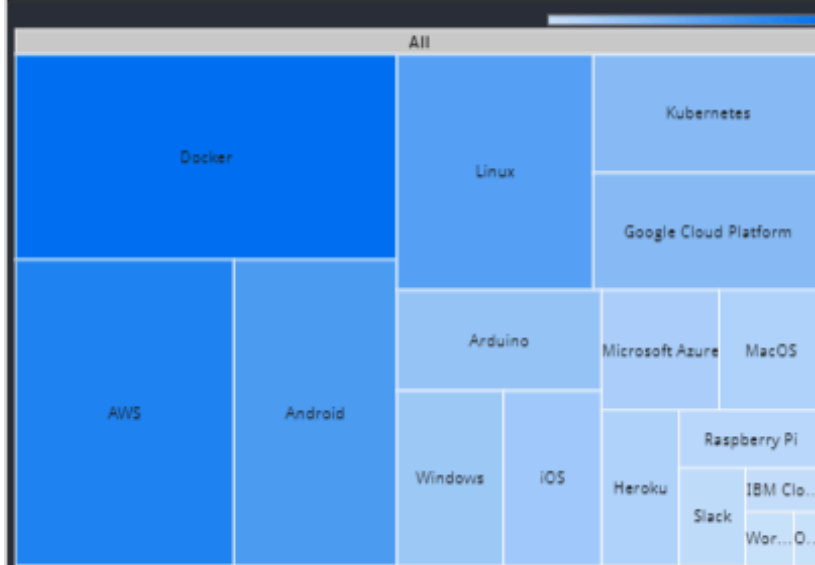 All
Docker
Linux
Kubernetes
Google Cloud Platform
AWS
Android
Arduino
Microsoft Azure
MacOS
Windows
iOS
Heroku
Raspberry Pi
Slack
IBM Clo...
Wor...
O...